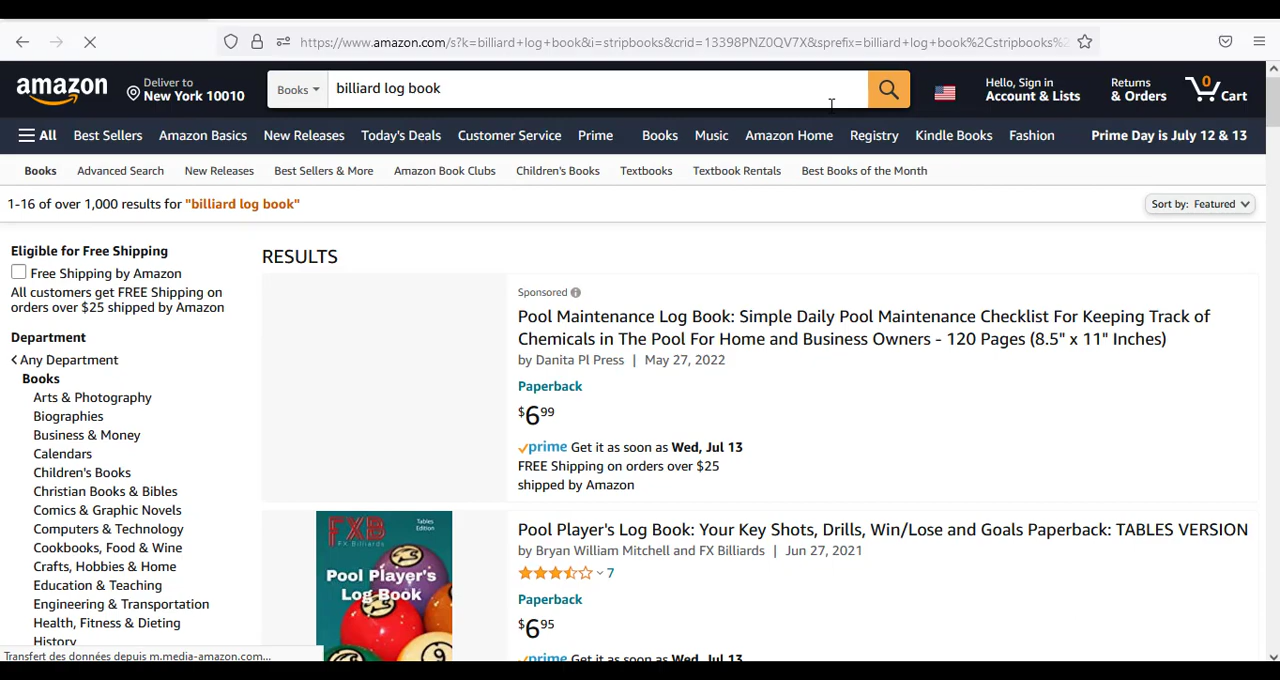 https://www.amazon.com/s?k=billiard+log+book&i=stripbooks&crid=13398PNZ0QV7X&sprefix=billiard+log+book%2Cstripbooks%
amazon
Deliver to
New York 10010
Books
billiard log book
Hello, Sign in
Account & Lists
Returns
& Orders
0
Cart
All
Best Sellers
Amazon Basics
New Releases
Today's Deals
Customer Service
Prime
Books
Music
Amazon Home
Registry
Kindle Books
Fashion
Prime Day is July 12 & 13
Books
Advanced Search
New Releases
Best Sellers & More
Amazon Book Clubs
Children's Books
Textbooks
Textbook Rentals
Best Books of the Month
1-16 of over 1,000 results for "billiard log book"
Sort by: Featured
Eligible for Free Shipping
Free Shipping by Amazon
All customers get FREE Shipping on
orders over $25 shipped by Amazon
Department
Any Department
Books
Arts & Photography
Biographies
Business & Money
Calendars
Children's Books
Christian Books & Bibles
Comics & Graphic Novels
Computers & Technology
Cookbooks, Food & Wine
Crafts, Hobbies & Home
Education & Teaching
Engineering & Transportation
Health, Fitness & Dieting
History
RESULTS
Sponsored
Pool Maintenance Log Book: Simple Daily Pool Maintenance Checklist For Keeping Track of
Chemicals in The Pool For Home and Business Owners - 120 Pages (8.5" x 11" Inches)
by Danita Pl Press | May 27, 2022
Paperback
$6 99
prime Get it as soon as Wed, Jul 13
FREE Shipping on orders over $25
shipped by Amazon
FXB
FX Billiards
Tables
Edition
Pool Player's
Log Book
Pool Player's Log Book: Your Key Shots, Drills, Win/Lose and Goals Paperback: TABLES VERSION
by Bryan William Mitchell and FX Billiards | Jun 27, 2021
7
Paperback
$6 95
prime Get it as soon as Wed, Jul 13
Transfert des données depuis m.media-amazon.com...